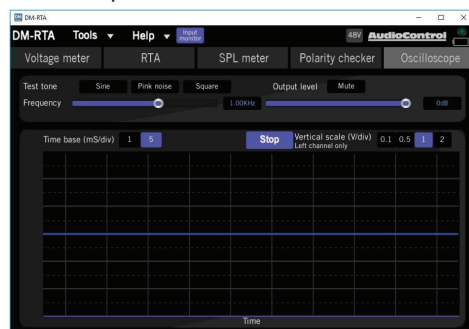 DM-RTA
DM-RTA Tools Help Input monitor 48V AudioControl
Voltage meter RTA SPL meter Polarity checker Oscilloscope
Test tone Sine Pink noise Square Output level Mute
Frequency 1.00KHz 0dB
Time base (mS/div) 1 5 Stop Vertical scale (V/div) 0.1 0.5 1 2
Left channel only
Time